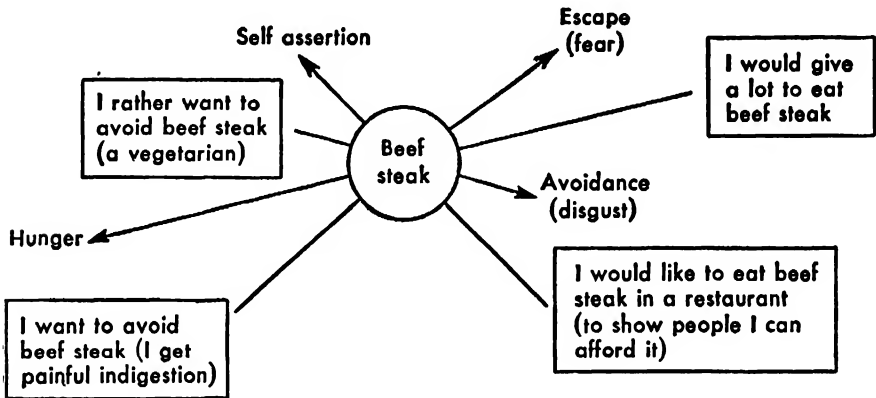 Escape
(fear)
Self assertion
I would give
a lot to eat
beef steak
I rather want to
avoid beef steak
(a vegetarian)
Beef
steak
Avoidance
(disgust)
Hunger
I would like to eat beef
steak in a restaurant
(to show people I can
afford it)
I want to avoid
beef steak (I get
painful indigestion)